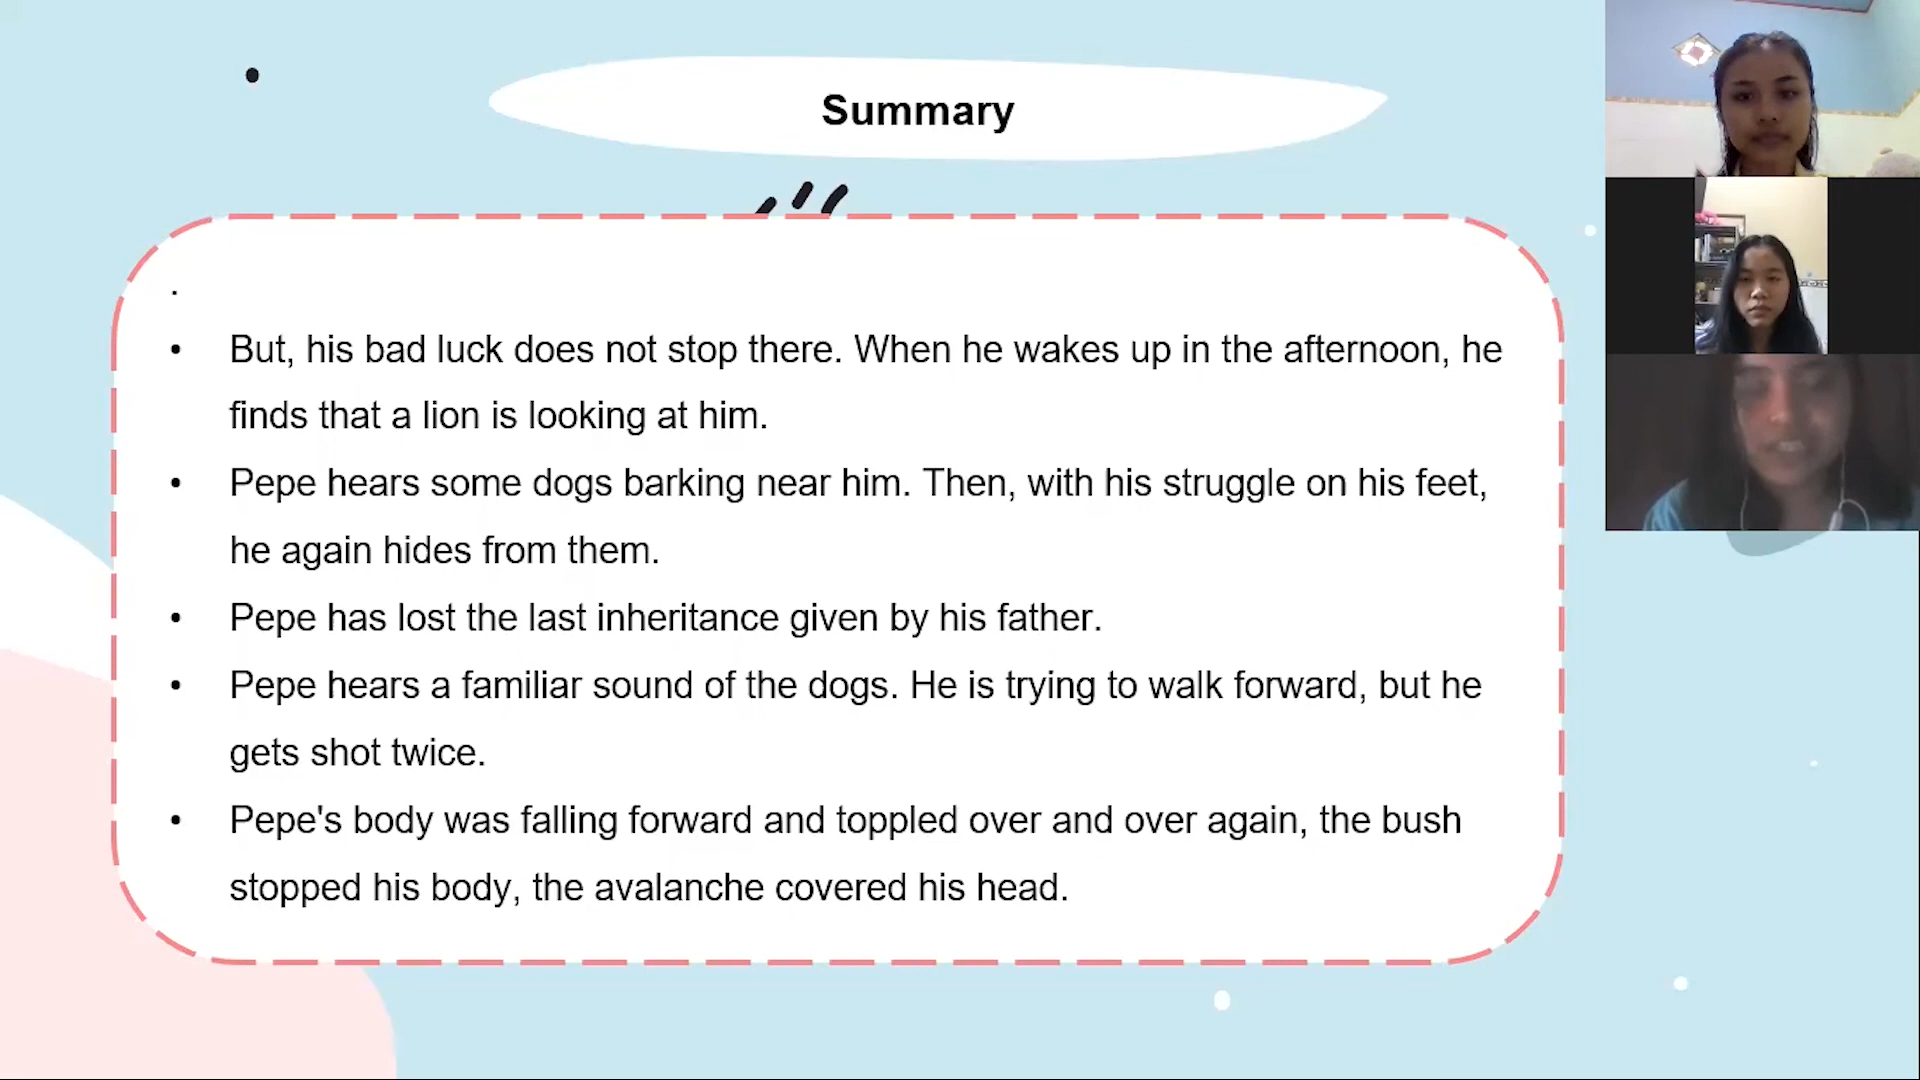 Summary
.
• But, his bad luck does not stop there. When he wakes up in the afternoon, he
finds that a lion is looking at him.
• Pepe hears some dogs barking near him. Then, with his struggle on his feet,
he again hides from them.
• Pepe has lost the last inheritance given by his father.
• Pepe hears a familiar sound of the dogs. He is trying to walk forward, but he
gets shot twice.
• Pepe's body was falling forward and toppled over and over again, the bush
stopped his body, the avalanche covered his head.